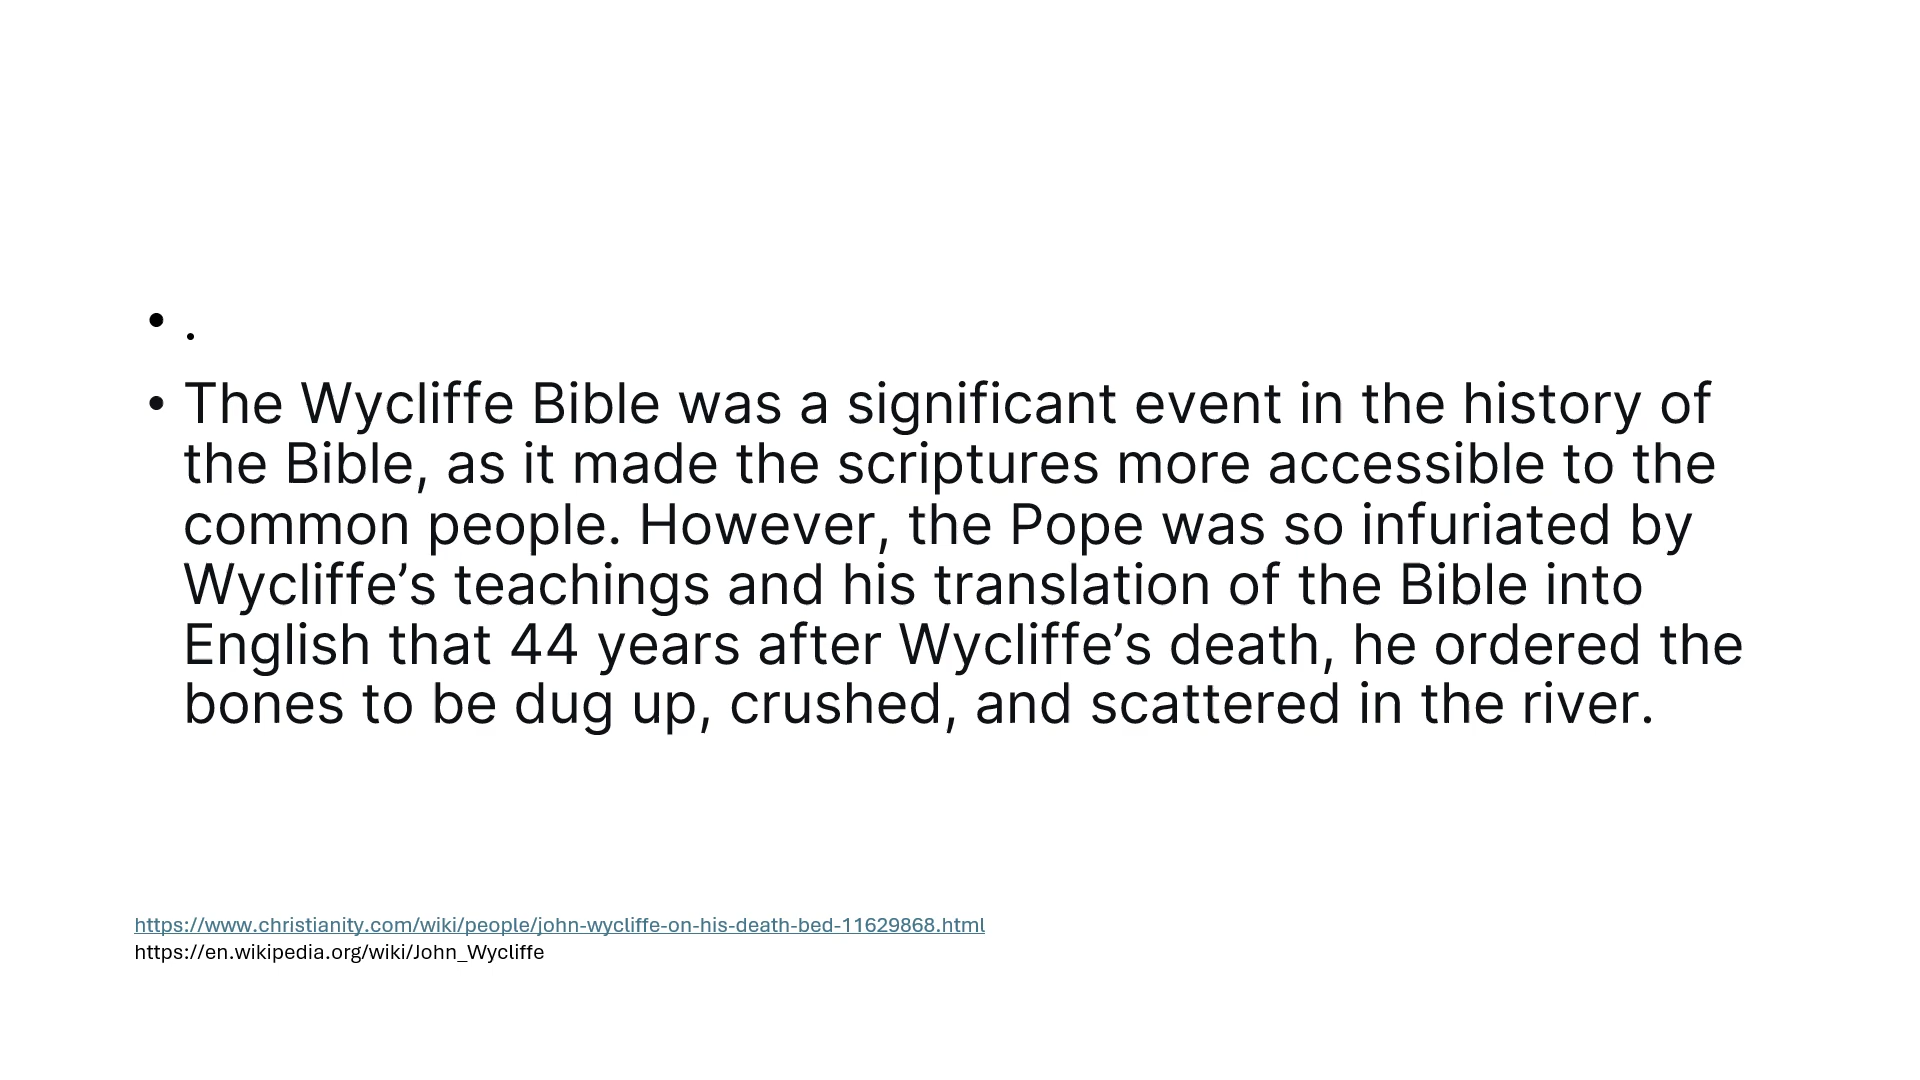 • .
• The Wycliffe Bible was a significant event in the history of
the Bible, as it made the scriptures more accessible to the
common people. However, the Pope was so infuriated by
Wycliffe’s teachings and his translation of the Bible into
English that 44 years after Wycliffe’s death, he ordered the
bones to be dug up, crushed, and scattered in the river.
https://www.christianity.com/wiki/people/john-wycliffe-on-his-death-bed-11629868.html
https://en.wikipedia.org/wiki/John_Wycliffe